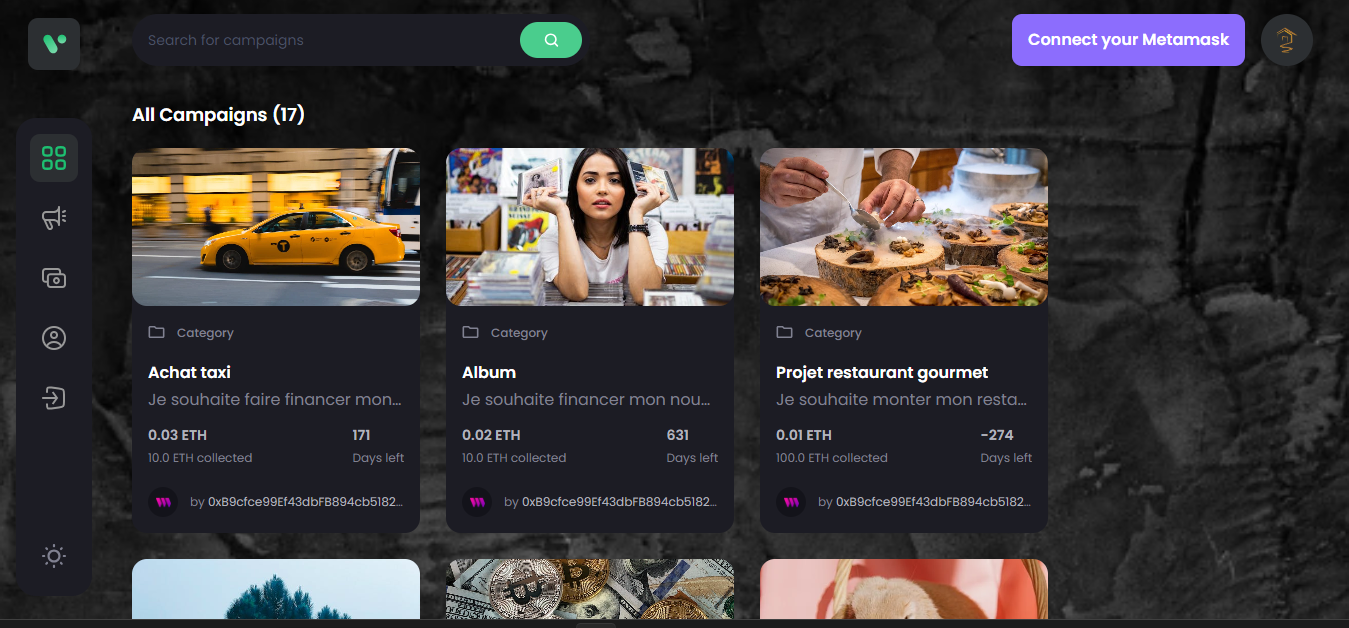 Search for campaigns
Connect your Metamask
All Campaigns (17)
Category
Achat taxi
Je souhaite faire financer mon...
0.03 ETH
171
10.0 ETH collected
Days left
by 0xB9cfce99Ef43dbFB894cb5182...
Category
Album
Je souhaite financer mon nou...
0.02 ETH
631
10.0 ETH collected
Days left
by 0xB9cfce99Ef43dbFB894cb5182...
Category
Projet restaurant gourmet
Je souhaite monter mon resta...
0.01 ETH
-274
100.0 ETH collected
Days left
by 0xB9cfce99Ef43dbFB894cb5182...